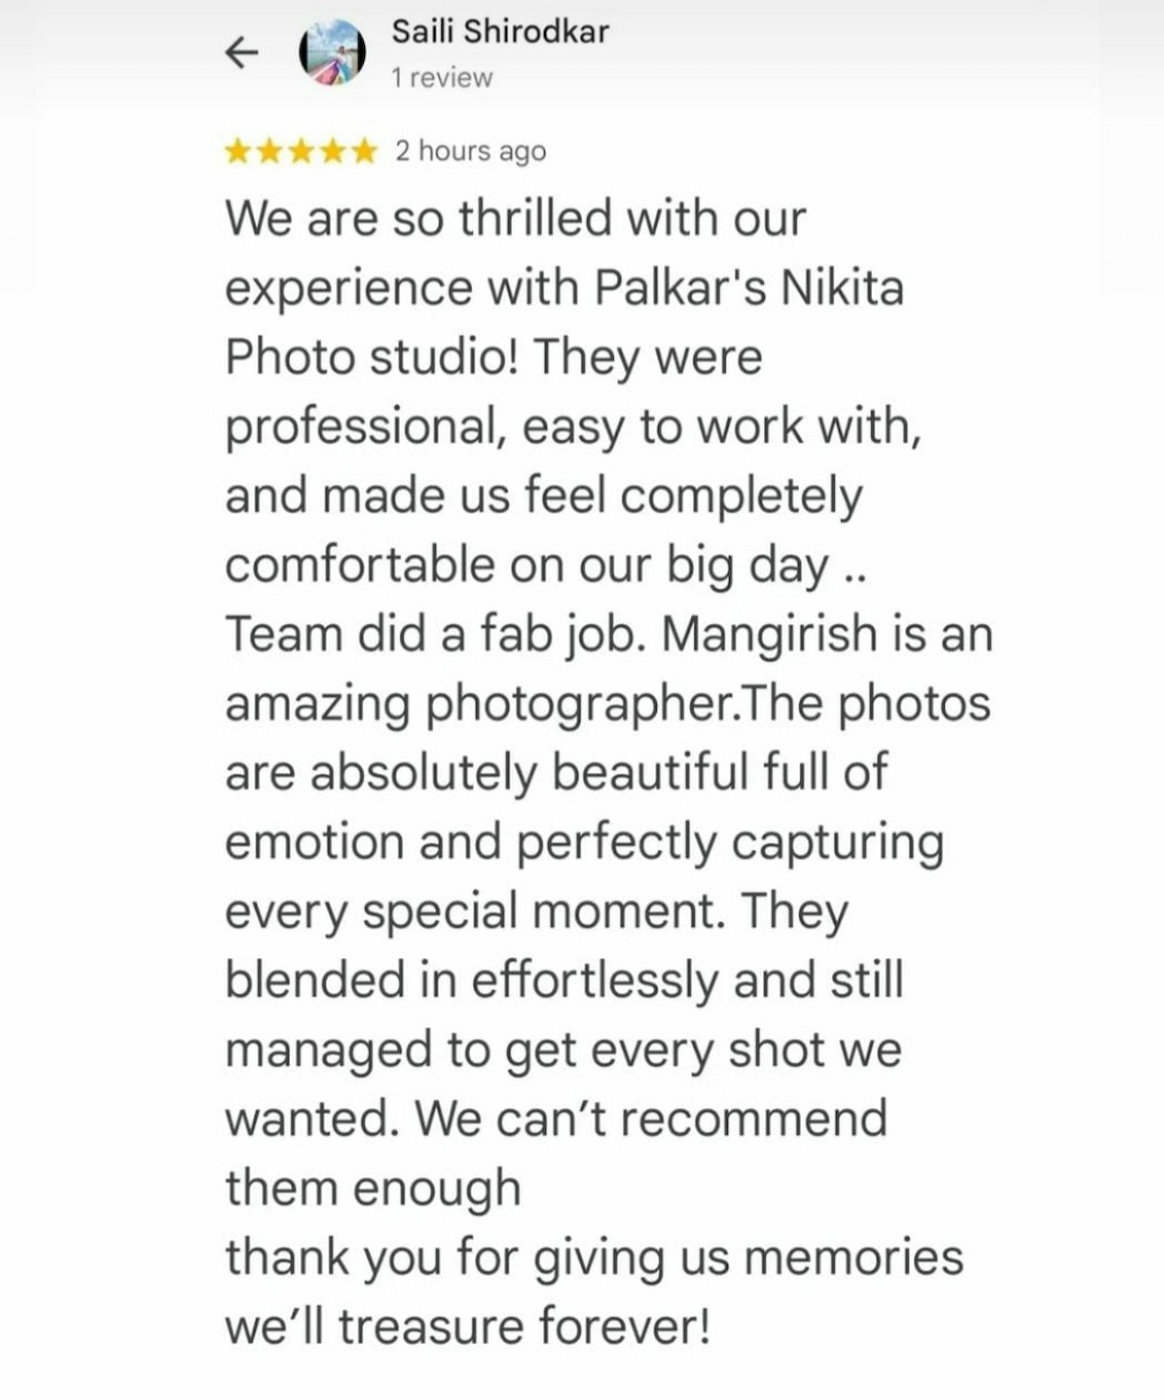 Saili Shirodkar
1 review
2 hours ago
We are so thrilled with our
experience with Palkar's Nikita
Photo studio! They were
professional, easy to work with,
and made us feel completely
comfortable on our big day ..
Team did a fab job. Mangirish is an
amazing photographer.The photos
are absolutely beautiful full of
emotion and perfectly capturing
every special moment. They
blended in effortlessly and still
managed to get every shot we
wanted. We can’t recommend
them enough
thank you for giving us memories
we’ll treasure forever!